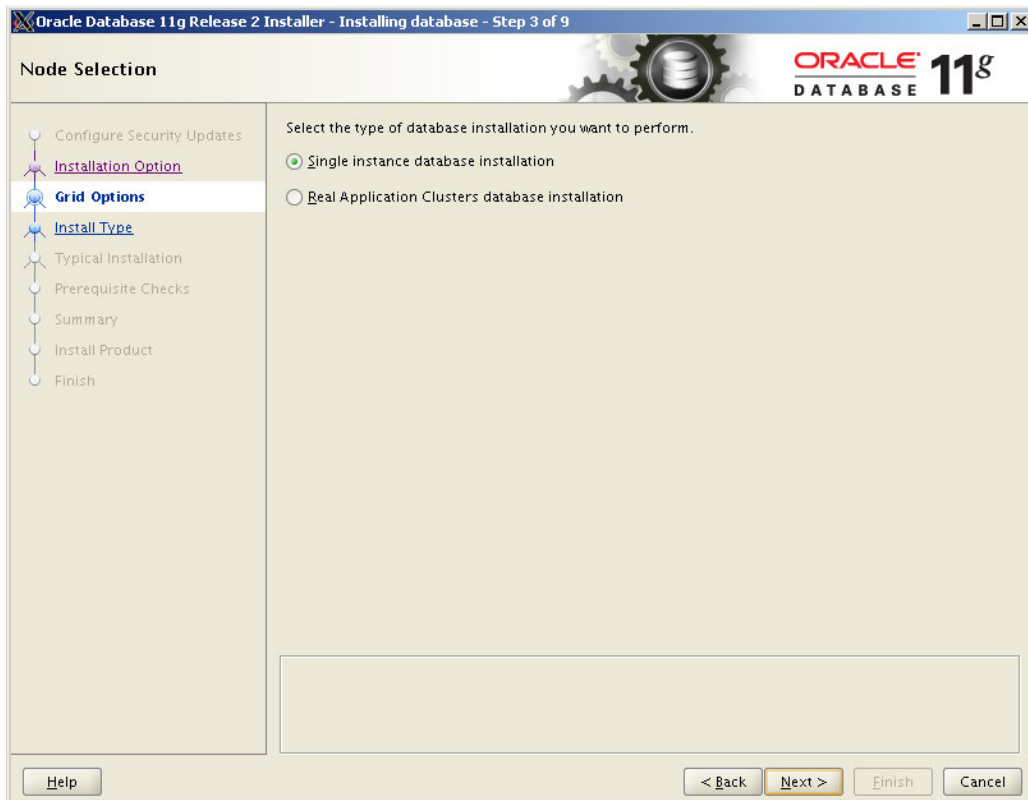 Oracle Database 11g Release 2 Installer - Installing database - Step 3 of 9
Node Selection
ORACLE
DATABASE
11g
Configure Security Updates
Installation Option
Grid Options
Install Type
Typical Installation
Prerequisite Checks
Summary
Install Product
Finish
Select the type of database installation you want to perform.
Single instance database installation
Real Application Clusters database installation
Help
< Back
Next >
Finish
Cancel